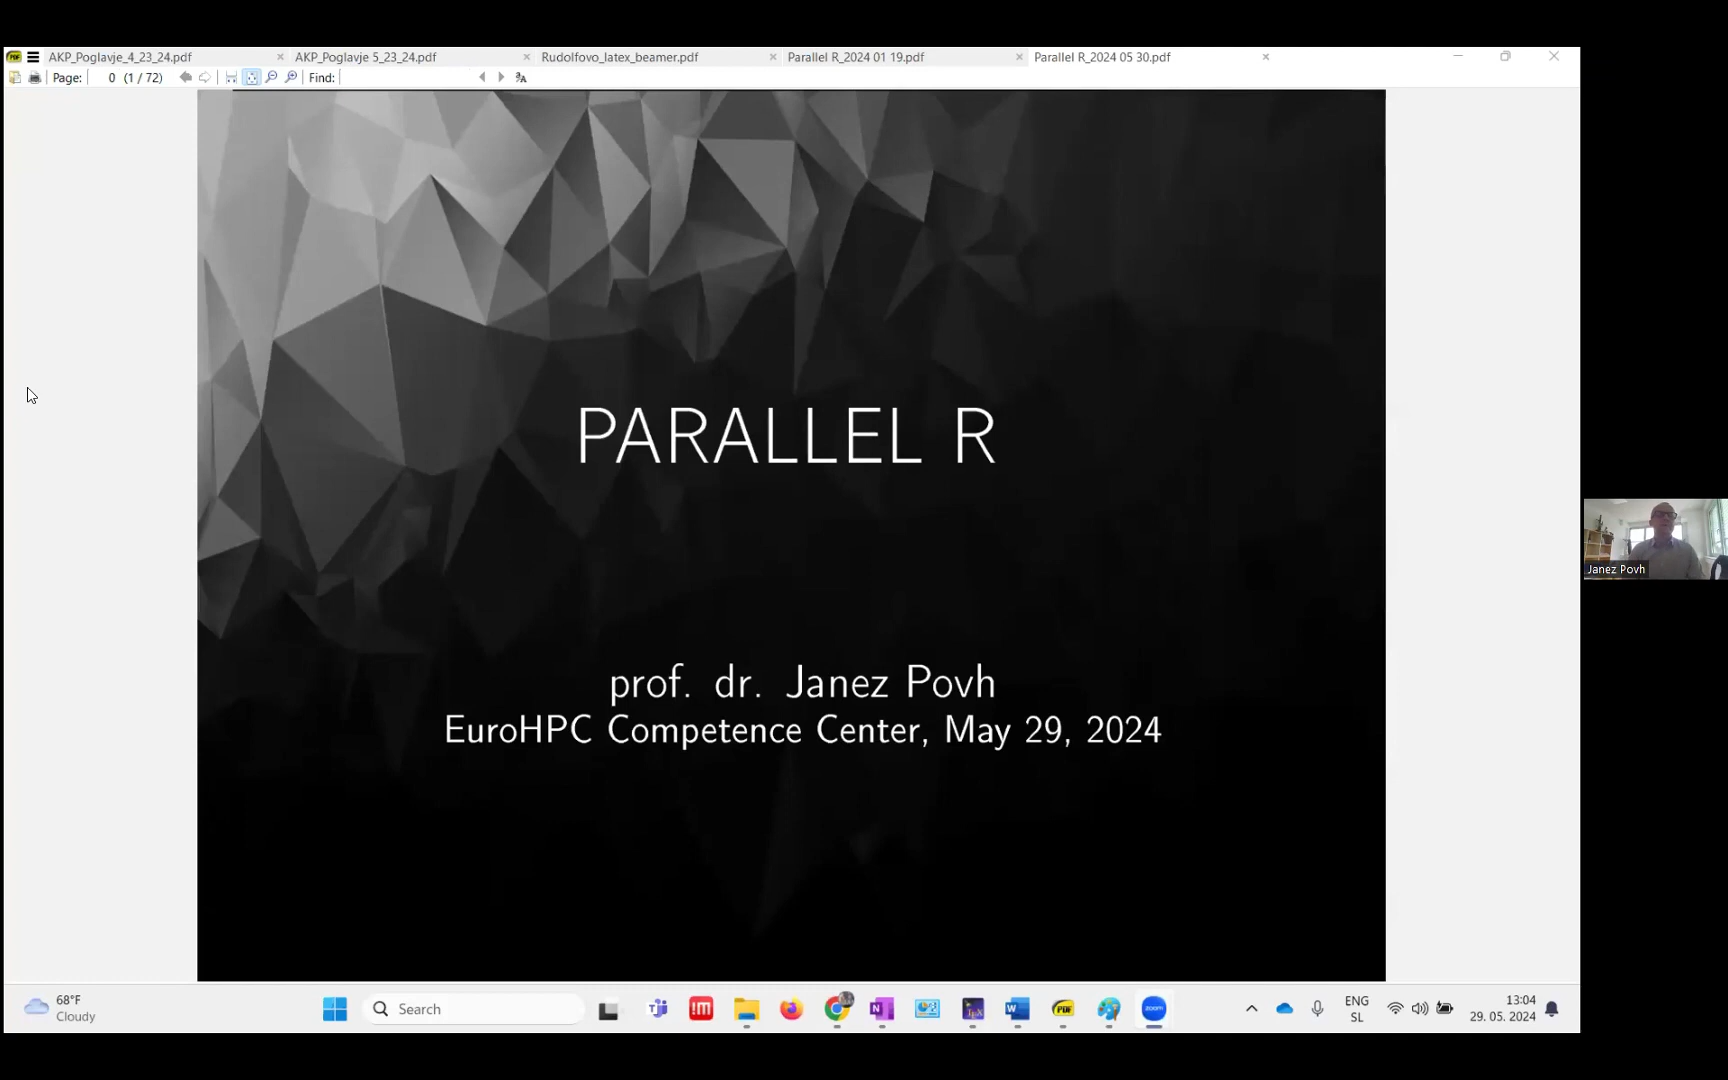 AKP_Poglavje_4_23_24.pdf
AKP_Poglavje 5_23_24.pdf
Rudolfovo_latex_beamer.pdf
Parallel R_2024 01 19.pdf
Parallel R_2024 05 30.pdf
Page: 0 (1 / 72)
Find:
PARALLEL R
prof. dr. Janez Povh
EuroHPC Competence Center, May 29, 2024
Janez Povh
68°F
Cloudy
Search
zoom
ENG
SL
13:04
29. 05. 2024